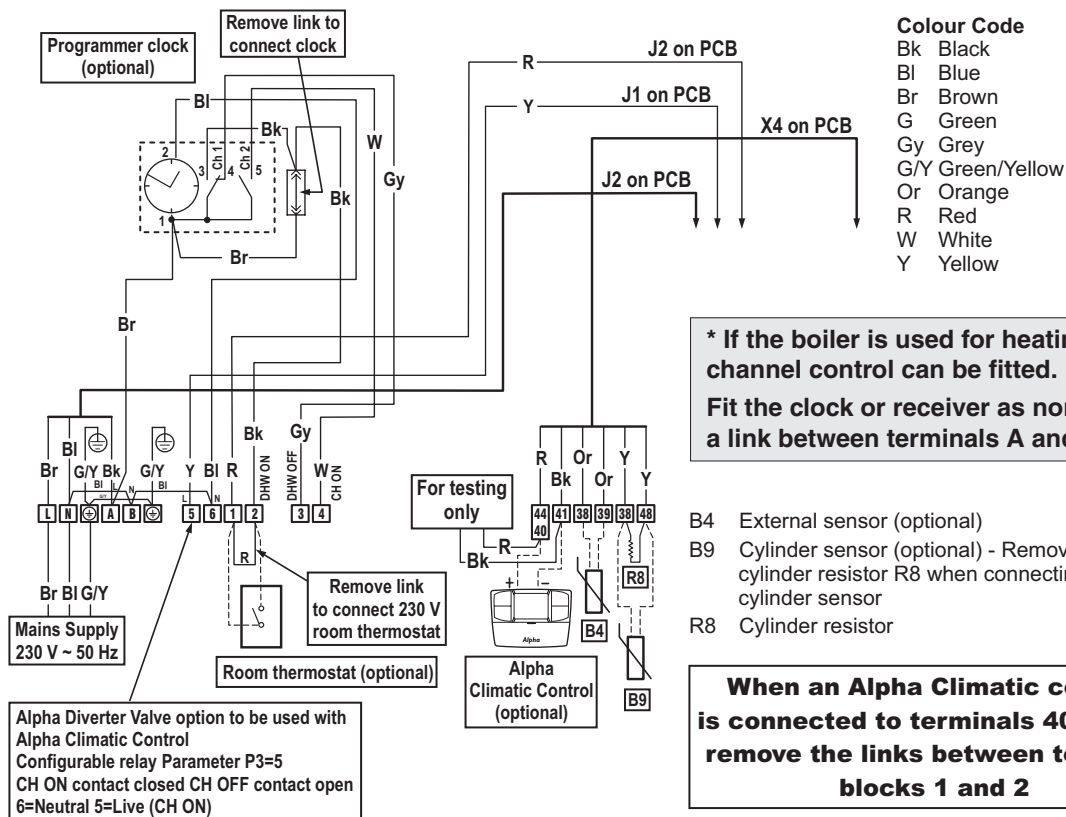 Programmer clock
(optional)
Remove link to
connect clock
Bl
Bk
2
3
Ch 1
4
Ch 2
5
1
Br
Bk
W
Gy
R
J2 on PCB
Y
J1 on PCB
X4 on PCB
J2 on PCB
Br
Colour Code
Bk Black
Bl Blue
Br Brown
G Green
Gy Grey
G/Y Green/Yellow
Or Orange
R Red
W White
Y Yellow
* If the boiler is used for heatin
channel control can be fitted.
Fit the clock or receiver as nor
a link between terminals A and
Br Bl G/Y Bk G/Y Y Bl R Bk DHW ON Gy DHW OFF W CH ON
Bl L N Bl L N
L N A B 5 6 1 2 3 4
R
Br Bl G/Y
Mains Supply
230 V ~ 50 Hz
Remove link
to connect 230 V
room thermostat
Room thermostat (optional)
Alpha Diverter Valve option to be used with
Alpha Climatic Control
Configurable relay Parameter P3=5
CH ON contact closed CH OFF contact open
6=Neutral 5=Live (CH ON)
For testing
only
R Bk Or Or Y Y
44 41 38 39 38 48
40
R
Bk
+ −
R8
B4
B9
Alpha
Alpha
Climatic Control
(optional)
B4 External sensor (optional)
B9 Cylinder sensor (optional) - Remov
cylinder resistor R8 when connectin
cylinder sensor
R8 Cylinder resistor
When an Alpha Climatic c
is connected to terminals 40
remove the links between te
blocks 1 and 2